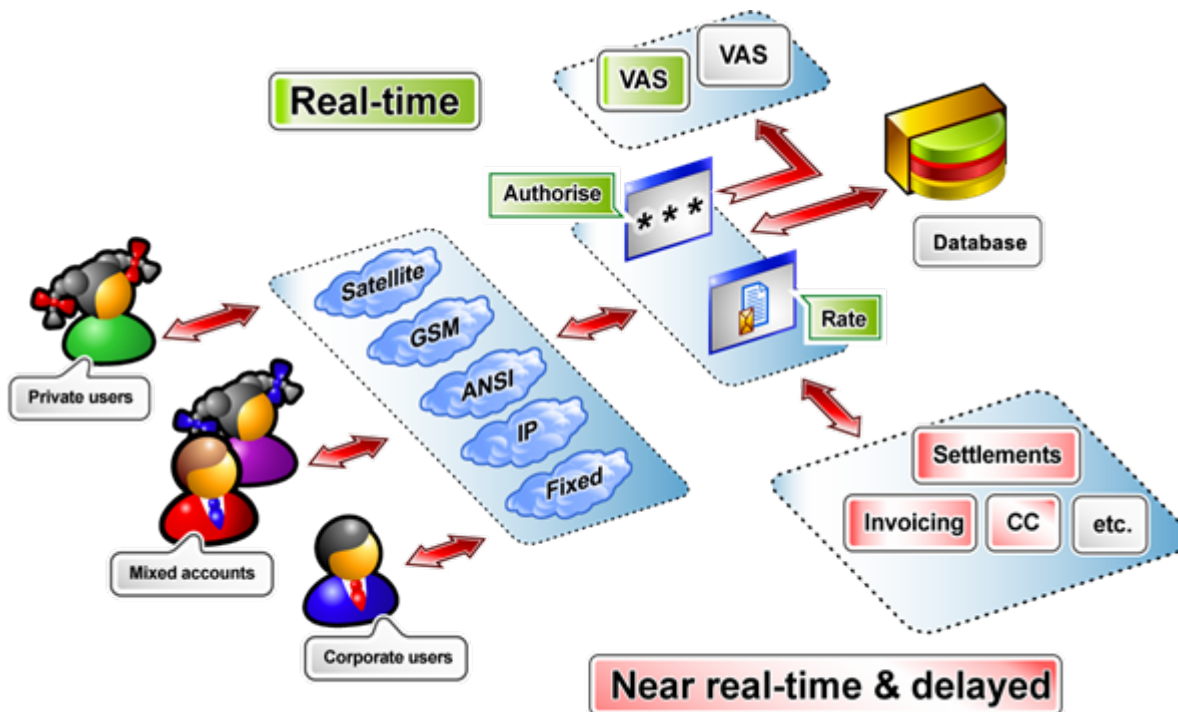 Real-time
VAS
VAS
Authorise
* * *
Database
Rate
Satellite
GSM
ANSI
IP
Fixed
Private users
Mixed accounts
Corporate users
Settlements
Invoicing
CC
etc.
Near real-time & delayed